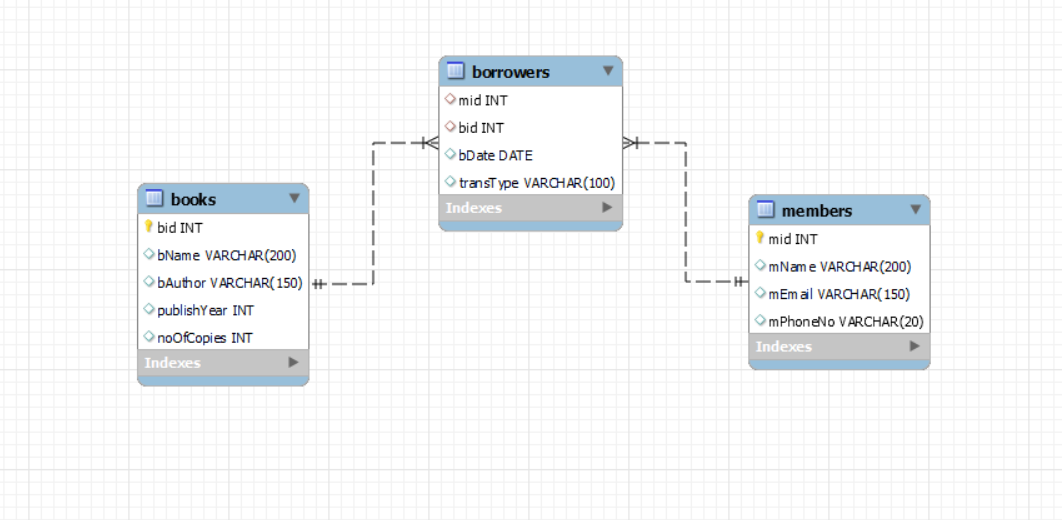 borrowers
mid INT
bid INT
bDate DATE
transType VARCHAR(100)
Indexes
books
bid INT
bName VARCHAR(200)
bAuthor VARCHAR(150)
publishYear INT
noOfCopies INT
Indexes
members
mid INT
mName VARCHAR(200)
mEmail VARCHAR(150)
mPhoneNo VARCHAR(20)
Indexes